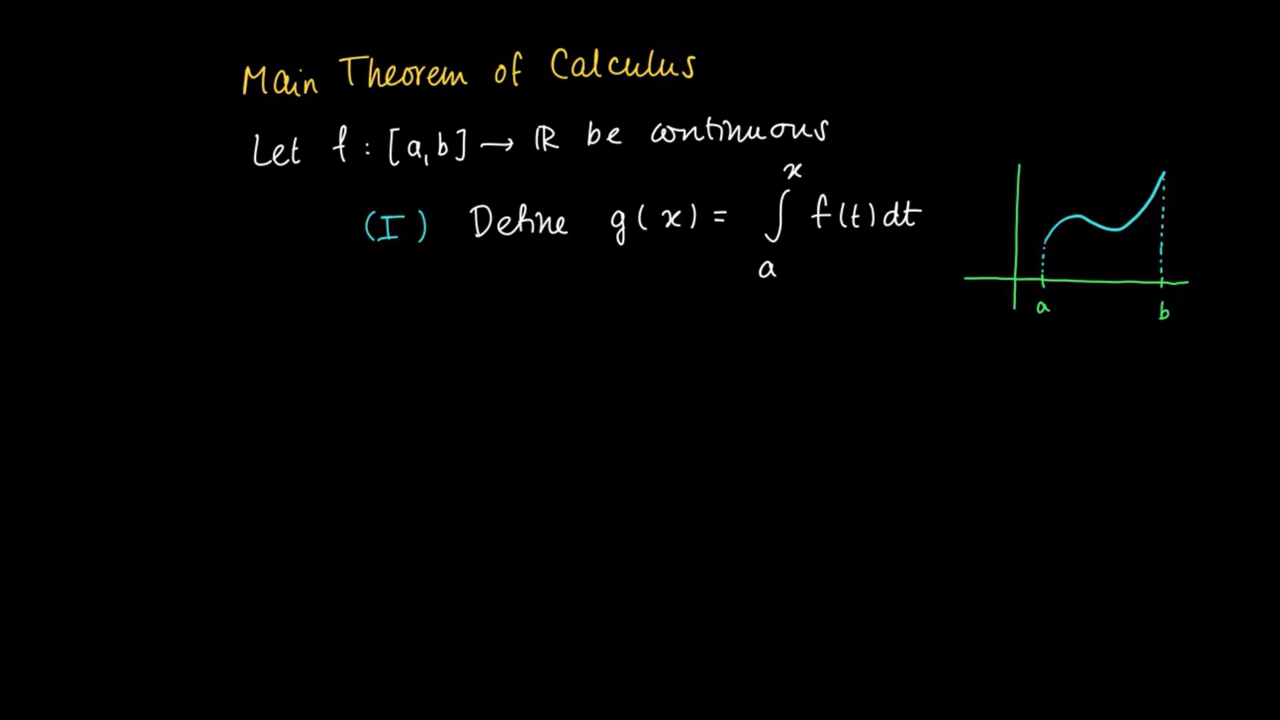 Main Theorem of Calculus
Let f : [a,b] → ℝ be continuous
(I) Define g(x) = ∫ₐˣ f(t)dt
a b